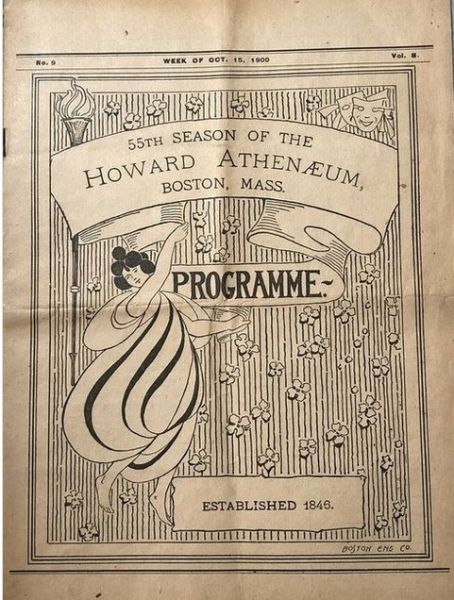 No. 9 WEEK OF OCT. 15, 1900 Vol. 8.
55TH SEASON OF THE
HOWARD ATHENÆUM,
BOSTON, MASS.
PROGRAMME~
ESTABLISHED 1846.
BOSTON ENG CO.